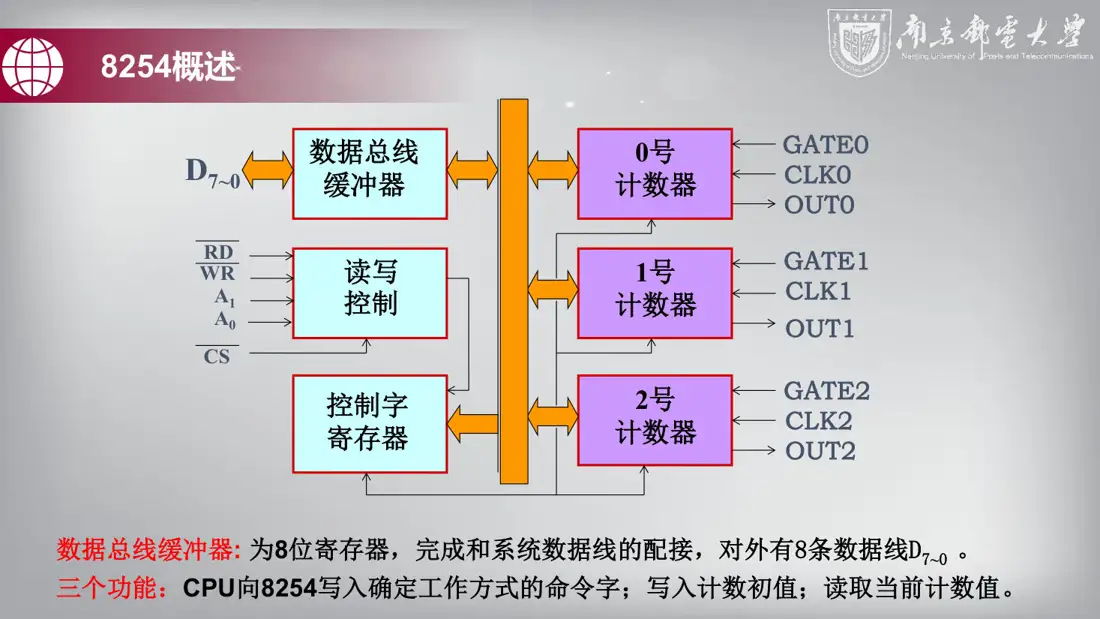 南京郵電大學
Nanjing University of Posts and Telecommunications
8254概述
D7~0
数据总线
缓冲器
0号
计数器
GATE0
CLK0
OUT0
RD
WR
A1
A0
CS
读写
控制
1号
计数器
GATE1
CLK1
OUT1
控制字
寄存器
2号
计数器
GATE2
CLK2
OUT2
数据总线缓冲器: 为8位寄存器，完成和系统数据线的配接，对外有8条数据线D7~0 。
三个功能：CPU向8254写入确定工作方式的命令字；写入计数初值；读取当前计数值。